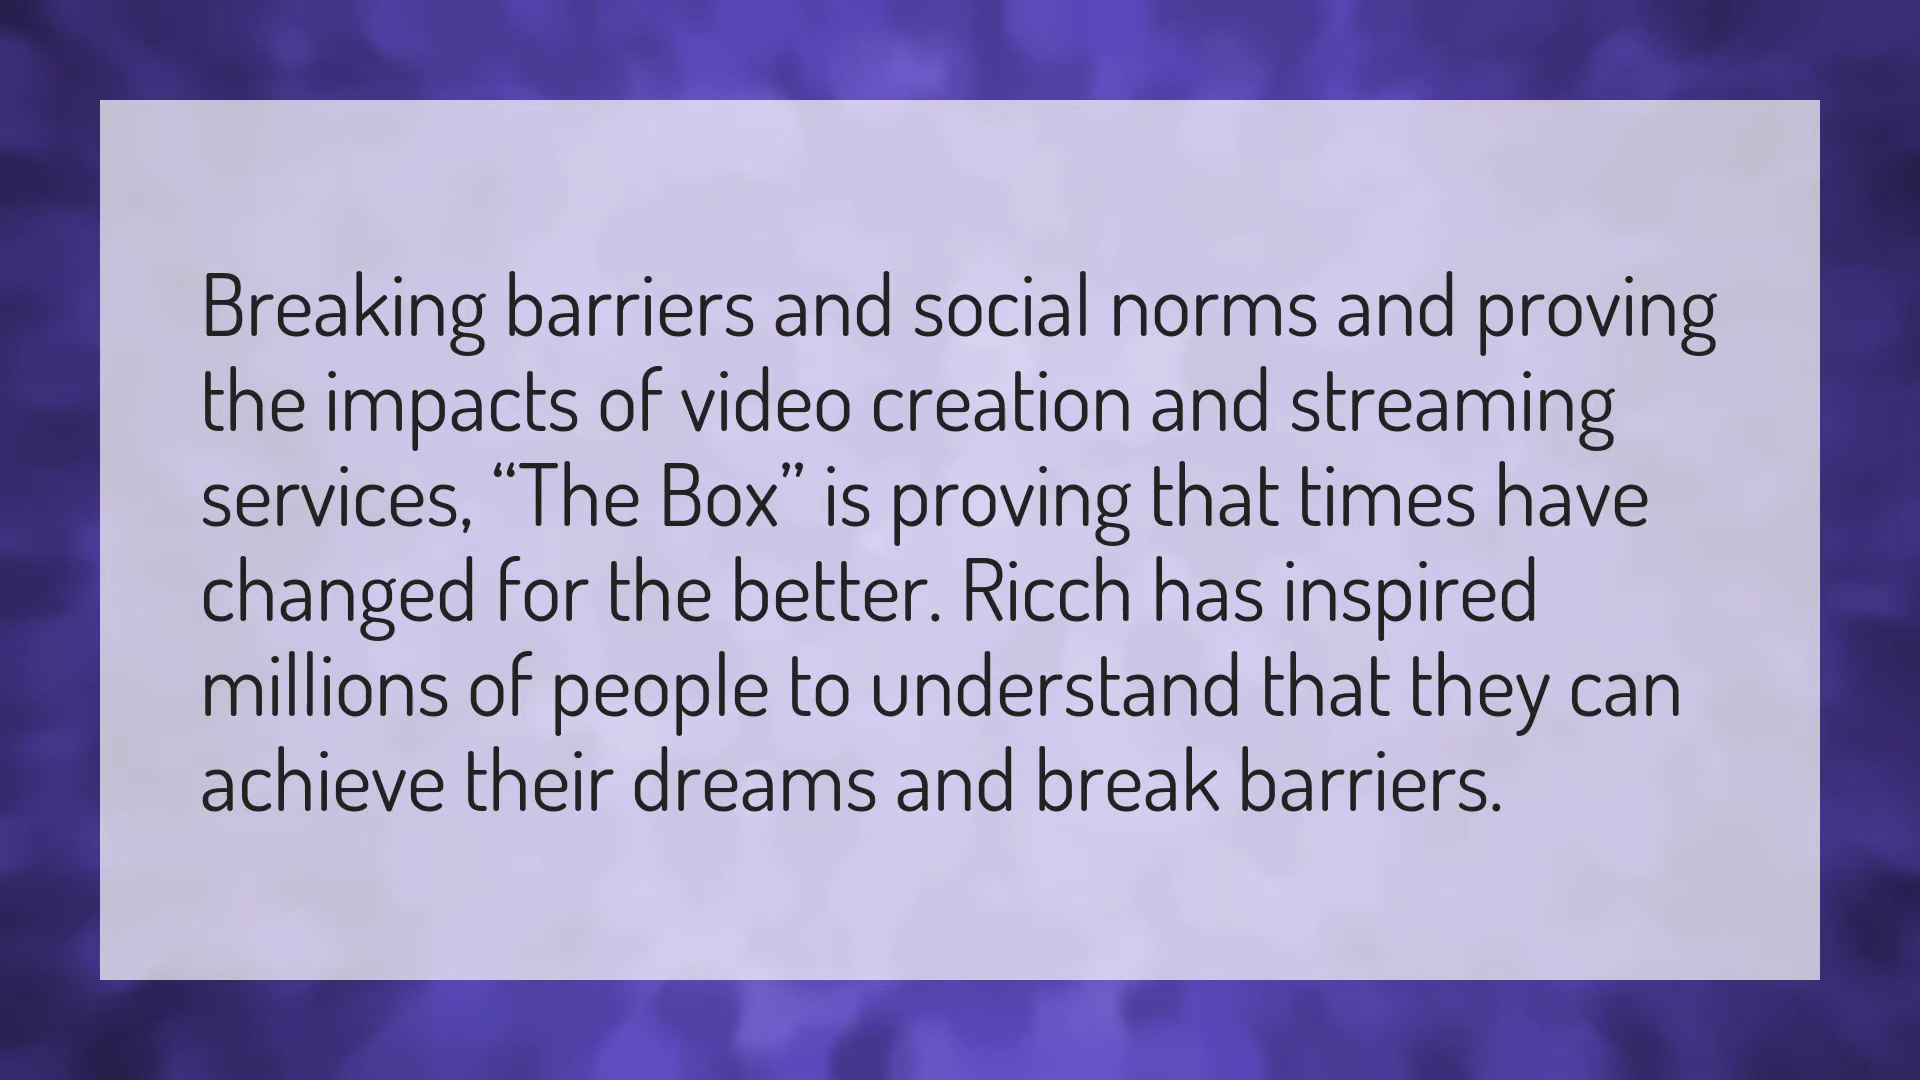 Breaking barriers and social norms and proving
the impacts of video creation and streaming
services, “The Box” is proving that times have
changed for the better. Ricch has inspired
millions of people to understand that they can
achieve their dreams and break barriers.